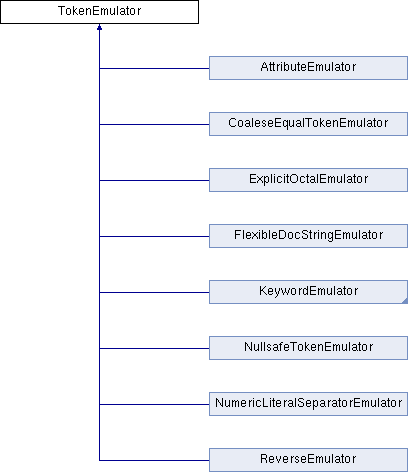 TokenEmulator
AttributeEmulator
CoaleseEqualTokenEmulator
ExplicitOctalEmulator
FlexibleDocStringEmulator
KeywordEmulator
NullsafeTokenEmulator
NumericLiteralSeparatorEmulator
ReverseEmulator